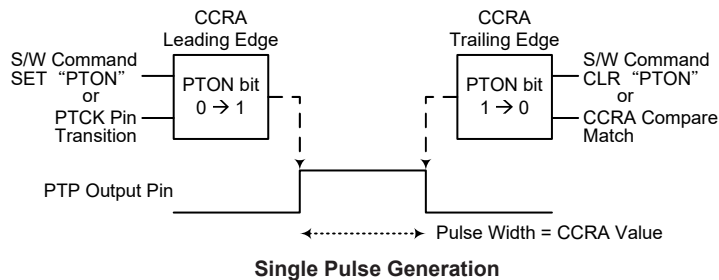 CCRA
Leading Edge
S/W Command
SET “PTON”
or
PTCK Pin
Transition
PTON bit
0 → 1
CCRA
Trailing Edge
PTON bit
1 → 0
S/W Command
CLR “PTON”
or
CCRA Compare
Match
PTP Output Pin
Pulse Width = CCRA Value
Single Pulse Generation